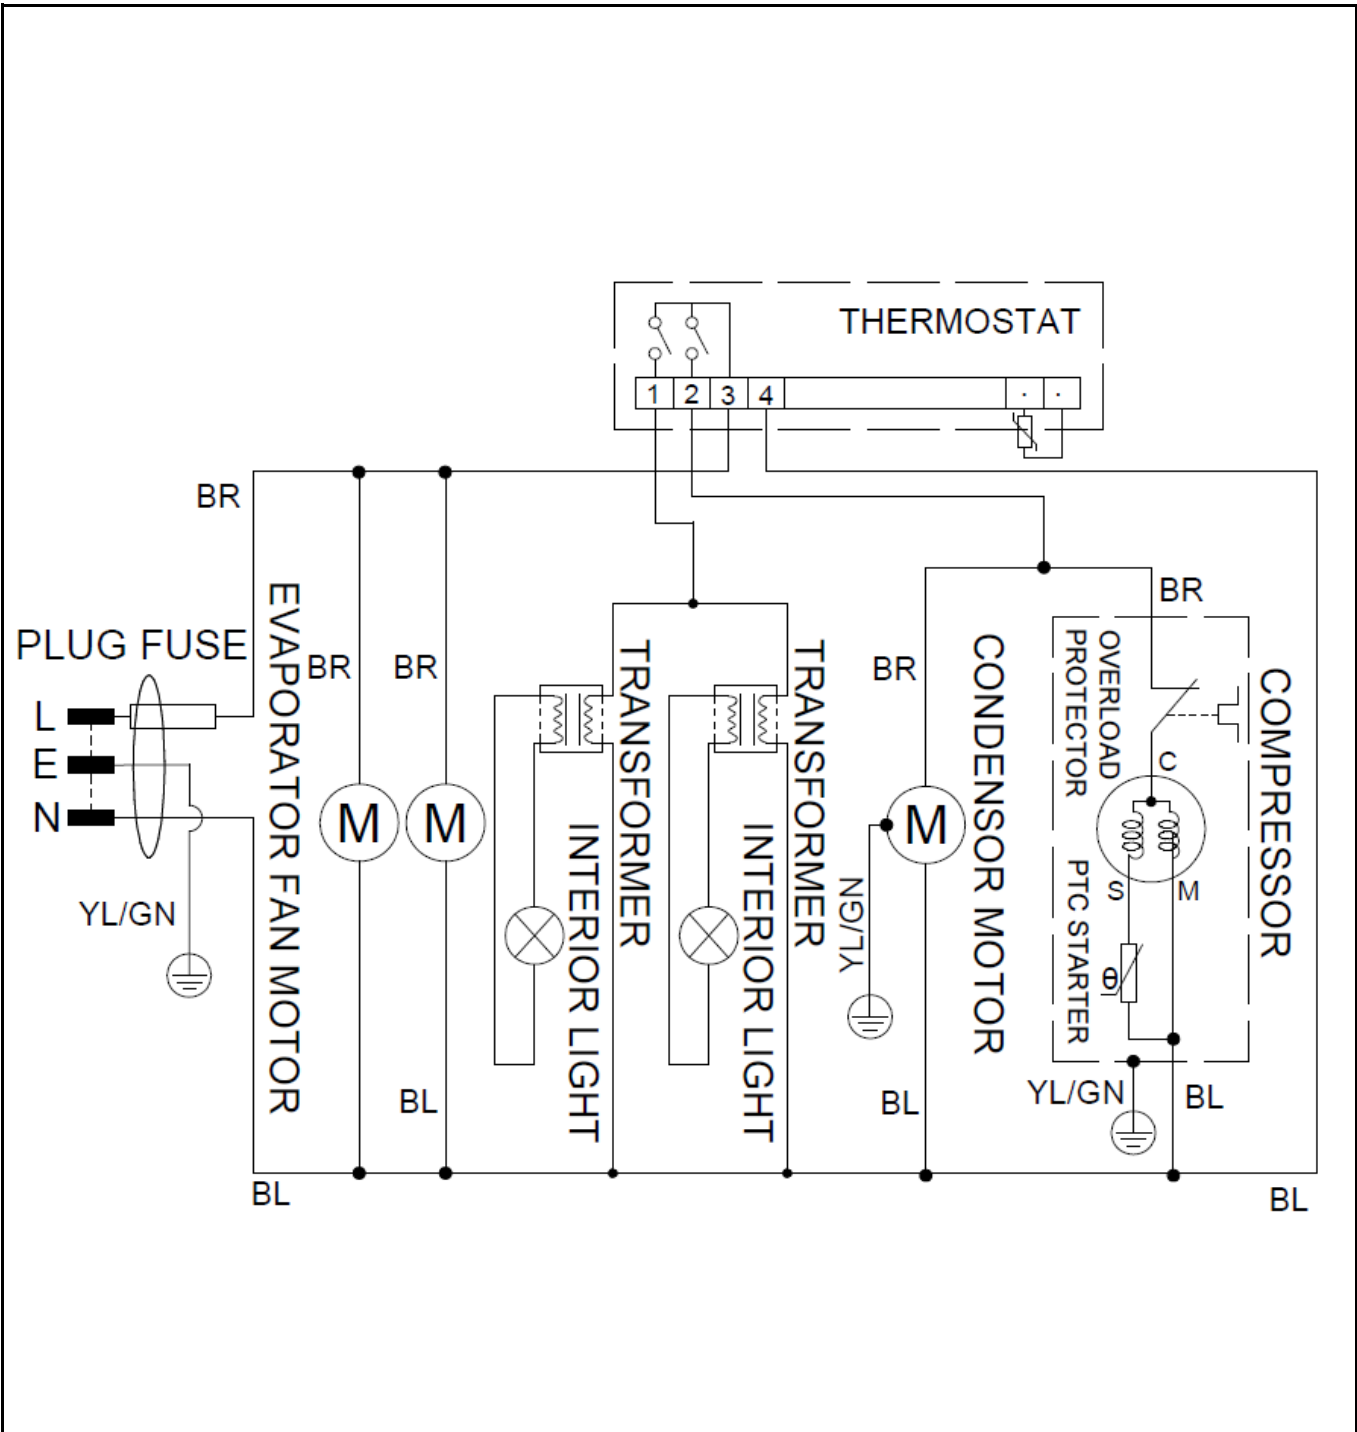 THERMOSTAT
1 2 3 4 . .
BR
PLUG FUSE
L
E
N
YL/GN
EVAPORATOR FAN MOTOR
BR
BR
M
M
BL
BL
TRANSFORMER
INTERIOR LIGHT
TRANSFORMER
INTERIOR LIGHT
BR
M
YL/GN
BL
CONDENSOR MOTOR
BR
OVERLOAD
PROTECTOR
C
S
M
PTC STARTER
θ
COMPRESSOR
YL/GN
BL
BL